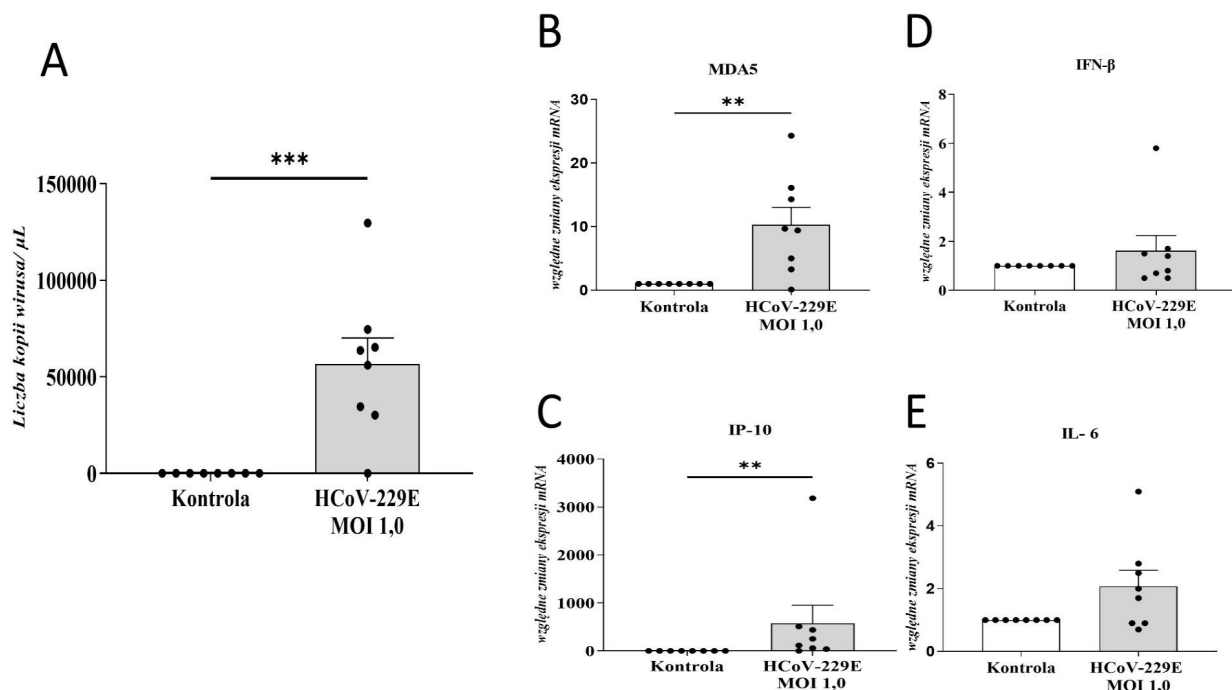 A
***
Liczba kopii wirusa/ µL
150000
100000
50000
0
Kontrola
HCoV-229E
MOI 1,0
B
MDA5
**
względne zmiany ekspresji mRNA
30
20
10
0
Kontrola
HCoV-229E
MOI 1,0
C
IP-10
**
względne zmiany ekspresji mRNA
4000
3000
2000
1000
0
Kontrola
HCoV-229E
MOI 1,0
D
IFN-β
względne zmiany ekspresji mRNA
8
6
4
2
0
Kontrola
HCoV-229E
MOI 1,0
E
IL- 6
względne zmiany ekspresji mRNA
6
4
2
0
Kontrola
HCoV-229E
MOI 1,0